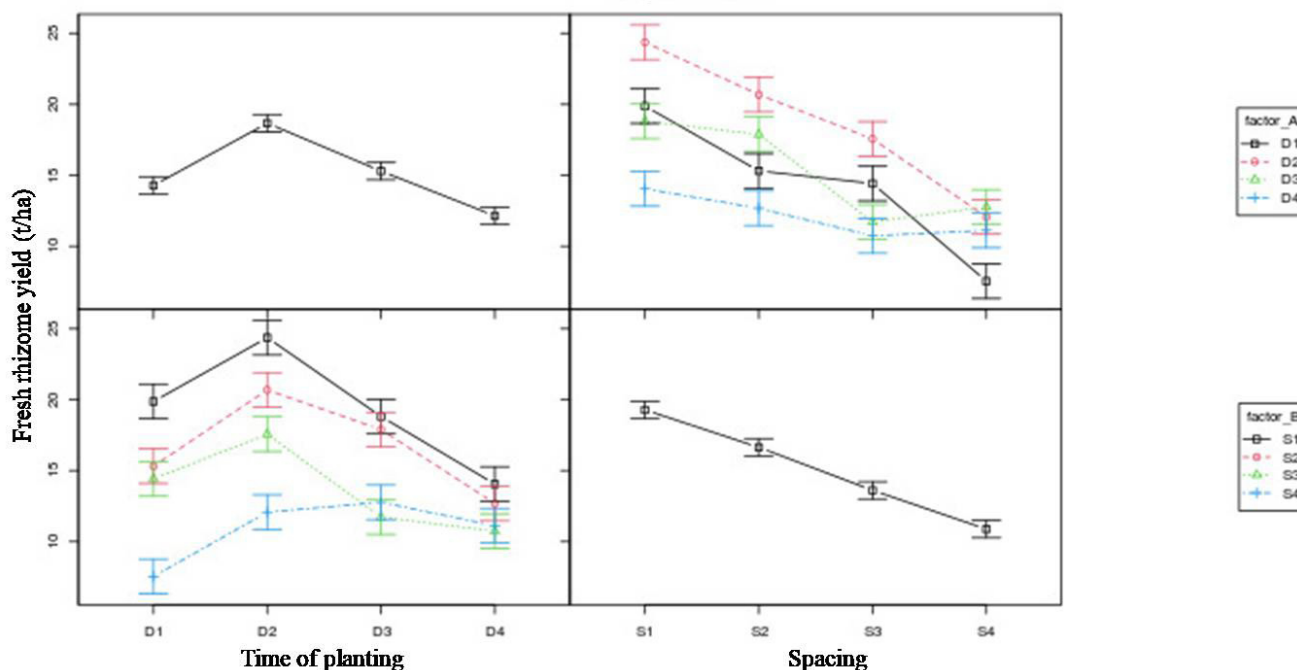 Fresh rhizome yield (t/ha)
25
20
15
10
25
20
15
10
D1
D2
D3
D4
S1
S2
S3
S4
Time of planting
Spacing
factor_A
D1
D2
D3
D4
factor_B
S1
S2
S3
S4